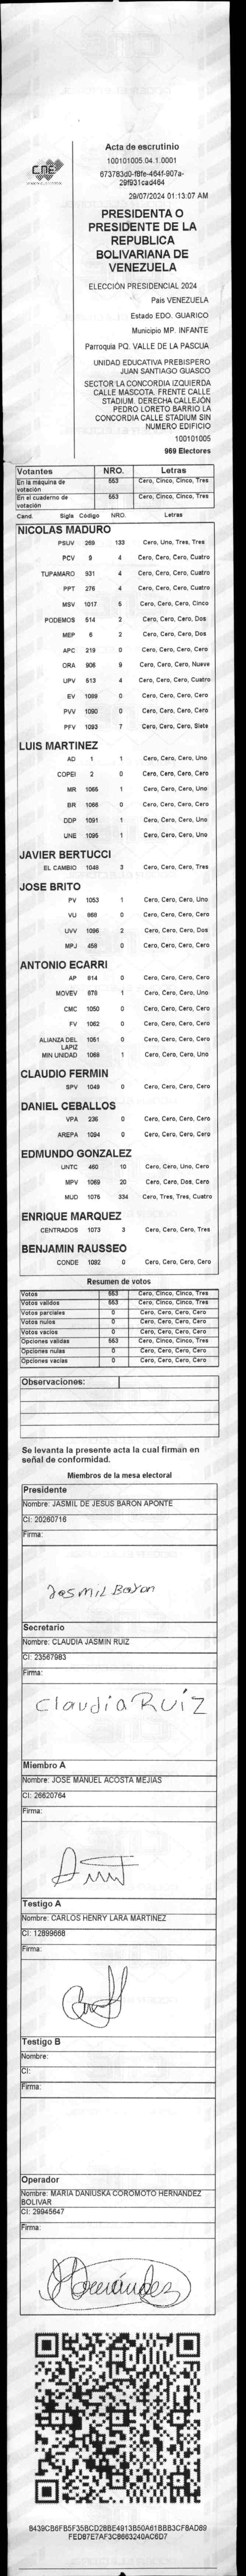 CNE
Acta de escrutinio
100101005.04.1.0001
673783d0-f8fe-464f-907a-
29f931cad464
29/07/2024 01:13:07 AM
PRESIDENTA O
PRESIDENTE DE LA
REPUBLICA
BOLIVARIANA DE
VENEZUELA
ELECCIÓN PRESIDENCIAL 2024
País VENEZUELA
Estado EDO. GUARICO
Municipio MP. INFANTE
Parroquia PQ. VALLE DE LA PASCUA
UNIDAD EDUCATIVA PREBISPERO
JUAN SANTIAGO GUASCO
SECTOR LA CONCORDIA IZQUIERDA
CALLE MASCOTA. FRENTE CALLE
STADIUM. DERECHA CALLEJÓN
PEDRO LORETO BARRIO LA
CONCORDIA CALLE STADIUM SIN
NUMERO EDIFICIO
100101005
969 Electores
Votantes NRO. Letras
En la máquina de votación 553 Cero, Cinco, Cinco, Tres
En el cuaderno de votación 553 Cero, Cinco, Cinco, Tres
Cand. Sigla Código NRO. Letras
NICOLAS MADURO
PSUV 269 133 Cero, Uno, Tres, Tres
PCV 9 4 Cero, Cero, Cero, Cuatro
TUPAMARO 931 4 Cero, Cero, Cero, Cuatro
PPT 276 4 Cero, Cero, Cero, Cuatro
MSV 1017 5 Cero, Cero, Cero, Cinco
PODEMOS 514 2 Cero, Cero, Cero, Dos
MEP 6 2 Cero, Cero, Cero, Dos
APC 219 0 Cero, Cero, Cero, Cero
ORA 906 9 Cero, Cero, Cero, Nueve
UPV 513 4 Cero, Cero, Cero, Cuatro
EV 1089 0 Cero, Cero, Cero, Cero
PVV 1090 0 Cero, Cero, Cero, Cero
PFV 1093 7 Cero, Cero, Cero, Siete
LUIS MARTINEZ
AD 1 1 Cero, Cero, Cero, Uno
COPEI 2 0 Cero, Cero, Cero, Cero
MR 1065 1 Cero, Cero, Cero, Uno
BR 1066 0 Cero, Cero, Cero, Cero
DDP 1091 1 Cero, Cero, Cero, Uno
UNE 1095 1 Cero, Cero, Cero, Uno
JAVIER BERTUCCI
EL CAMBIO 1048 3 Cero, Cero, Cero, Tres
JOSE BRITO
PV 1053 1 Cero, Cero, Cero, Uno
VU 868 0 Cero, Cero, Cero, Cero
UVV 1096 2 Cero, Cero, Cero, Dos
MPJ 458 0 Cero, Cero, Cero, Cero
ANTONIO ECARRI
AP 814 0 Cero, Cero, Cero, Cero
MOVEV 878 1 Cero, Cero, Cero, Uno
CMC 1050 0 Cero, Cero, Cero, Cero
FV 1062 0 Cero, Cero, Cero, Cero
ALIANZA DEL LAPIZ 1051 0 Cero, Cero, Cero, Cero
MIN UNIDAD 1068 1 Cero, Cero, Cero, Uno
CLAUDIO FERMIN
SPV 1049 0 Cero, Cero, Cero, Cero
DANIEL CEBALLOS
VPA 236 0 Cero, Cero, Cero, Cero
AREPA 1094 0 Cero, Cero, Cero, Cero
EDMUNDO GONZALEZ
UNTC 460 10 Cero, Cero, Uno, Cero
MPV 1069 20 Cero, Cero, Dos, Cero
MUD 1075 334 Cero, Tres, Tres, Cuatro
ENRIQUE MARQUEZ
CENTRADOS 1073 3 Cero, Cero, Cero, Tres
BENJAMIN RAUSSEO
CONDE 1092 0 Cero, Cero, Cero, Cero
Resumen de votos
Votos 553 Cero, Cinco, Cinco, Tres
Votos validos 553 Cero, Cinco, Cinco, Tres
Votos parciales 0 Cero, Cero, Cero, Cero
Votos nulos 0 Cero, Cero, Cero, Cero
Votos vacios 0 Cero, Cero, Cero, Cero
Opciones validas 553 Cero, Cinco, Cinco, Tres
Opciones nulas 0 Cero, Cero, Cero, Cero
Opciones vacias 0 Cero, Cero, Cero, Cero
Observaciones:
Se levanta la presente acta la cual firman en
señal de conformidad.
Miembros de la mesa electoral
Presidente
Nombre: JASMIL DE JESUS BARON APONTE
CI: 20260716
Firma:
Jasmil Baron
Secretario
Nombre: CLAUDIA JASMIN RUIZ
CI: 23567983
Firma:
Claudia Ruiz
Miembro A
Nombre: JOSE MANUEL ACOSTA MEJIAS
CI: 26620764
Firma:
Testigo A
Nombre: CARLOS HENRY LARA MARTINEZ
CI: 12899668
Firma:
Testigo B
Nombre:
CI:
Firma:
Operador
Nombre: MARIA DANIUSKA COROMOTO HERNANDEZ
BOLIVAR
CI: 29945647
Firma:
Hernández
8439CB6FB5F35BCD28BE4913B50A61BBB3CF8AD89
FED87E7AF3C8663240AC6D7